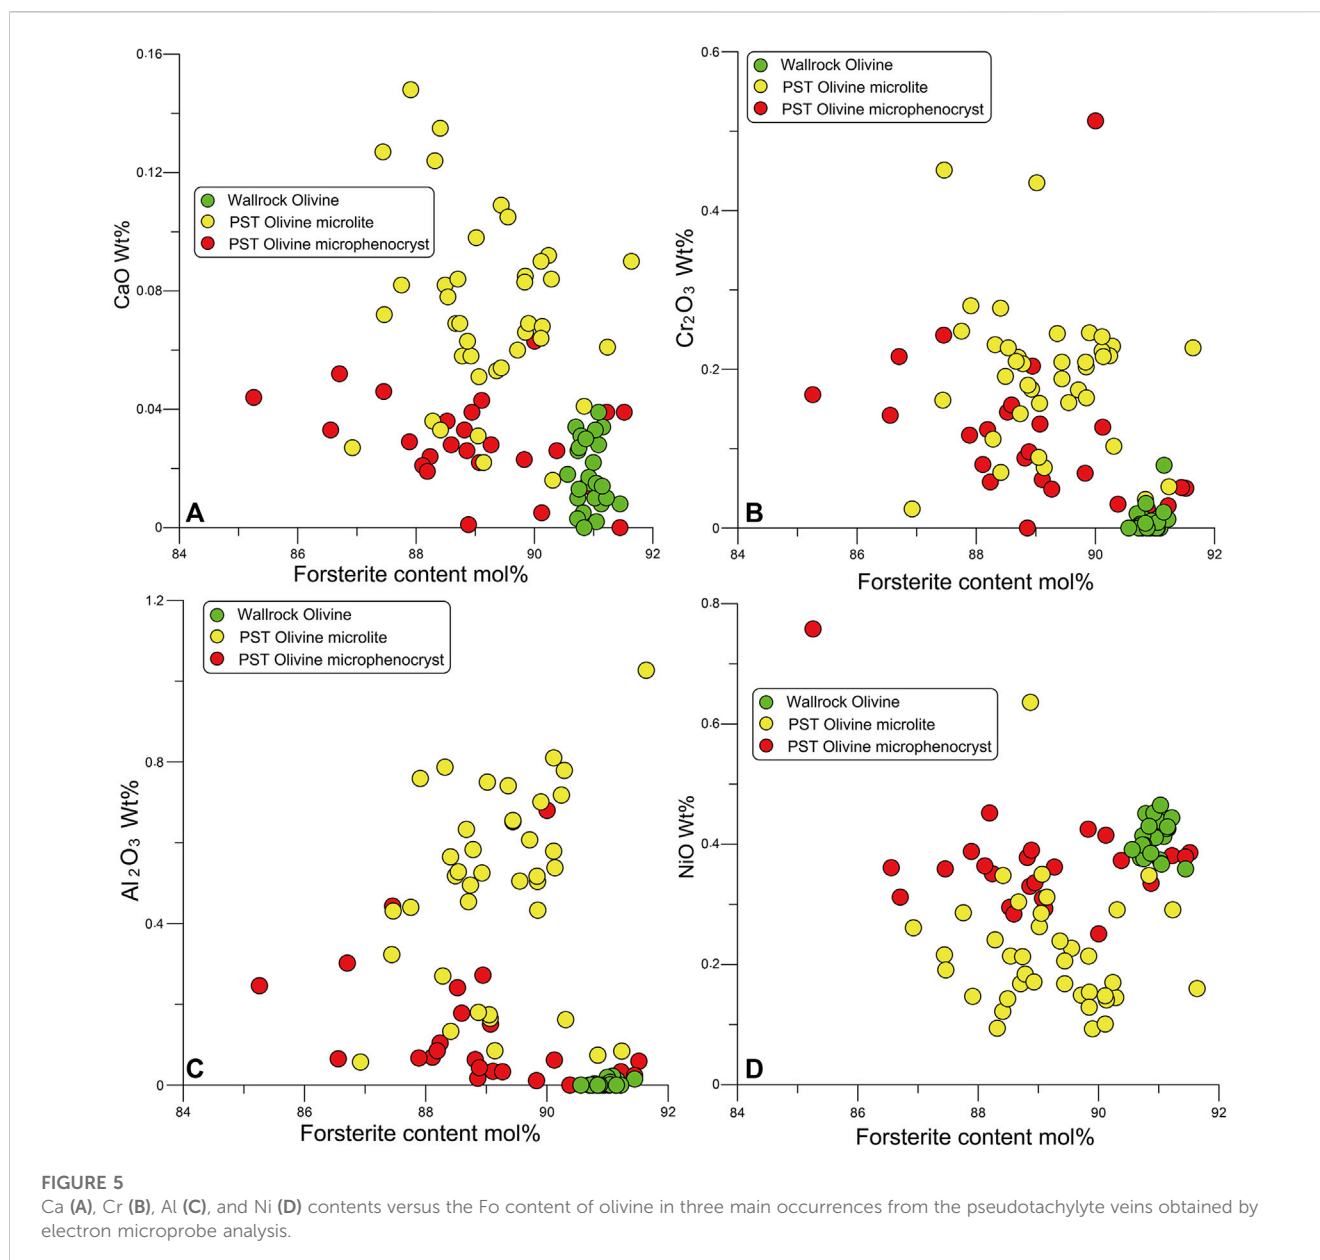 0.16
0.12
0.08
0.04
0
CaO Wt%
Wallrock Olivine
PST Olivine microlite
PST Olivine microphenocryst
A
84 86 88 90 92
Forsterite content mol%
0.6
0.4
0.2
0
Cr2O3 Wt%
Wallrock Olivine
PST Olivine microlite
PST Olivine microphenocryst
B
84 86 88 90 92
Forsterite content mol%
1.2
0.8
0.4
0
Al2O3 Wt%
Wallrock Olivine
PST Olivine microlite
PST Olivine microphenocryst
C
84 86 88 90 92
Forsterite content mol%
0.8
0.6
0.4
0.2
0
NiO Wt%
Wallrock Olivine
PST Olivine microlite
PST Olivine microphenocryst
D
84 86 88 90 92
Forsterite content mol%
FIGURE 5
Ca (A), Cr (B), Al (C), and Ni (D) contents versus the Fo content of olivine in three main occurrences from the pseudotachylyte veins obtained by
electron microprobe analysis.